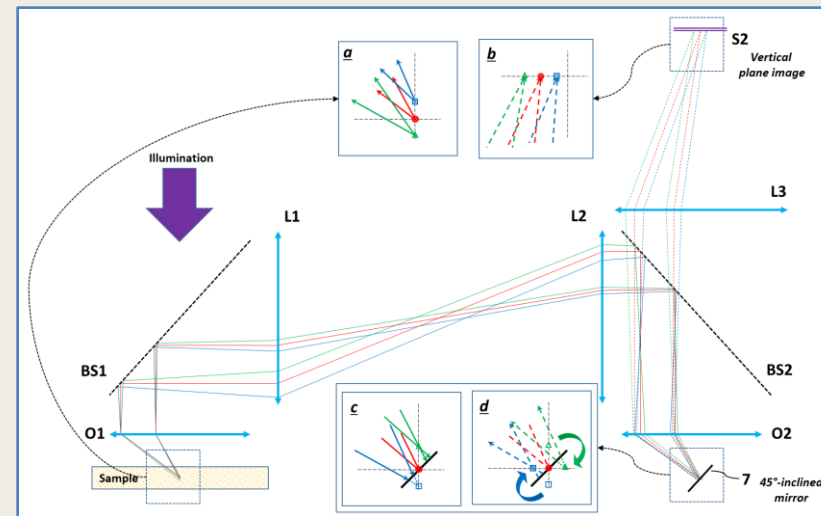 a
b
S2
Vertical
plane image
Illumination
L1
L2
L3
BS1
BS2
c
d
O1
O2
Sample
7
45°-inclined
mirror